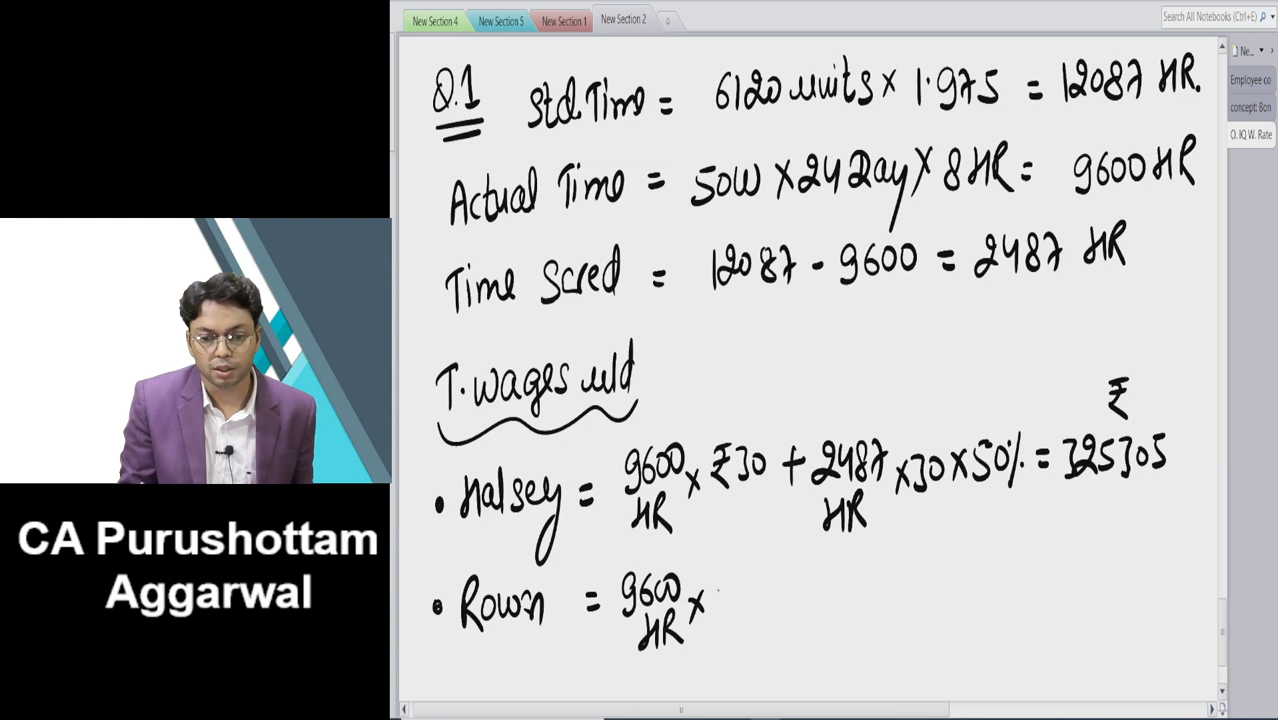 New Section 4 New Section 5 New Section 1 New Section 2
Search All Notebooks (Ctrl+E)
Ne...
Employee co
concept: Bon
O. IQ W. Rate
Q.1 Std. Time = 6120 units × 1.975 = 12087 HR.
Actual Time = 50W × 24 Day × 8 HR = 9600 HR
Time Saved = 12087 - 9600 = 2487 HR
T. wages u/d
₹
• Halsey = 9600 HR × ₹30 + 2487 HR × 30 × 50% = 325305
• Rowan = 9600 HR ×
CA Purushottam
Aggarwal